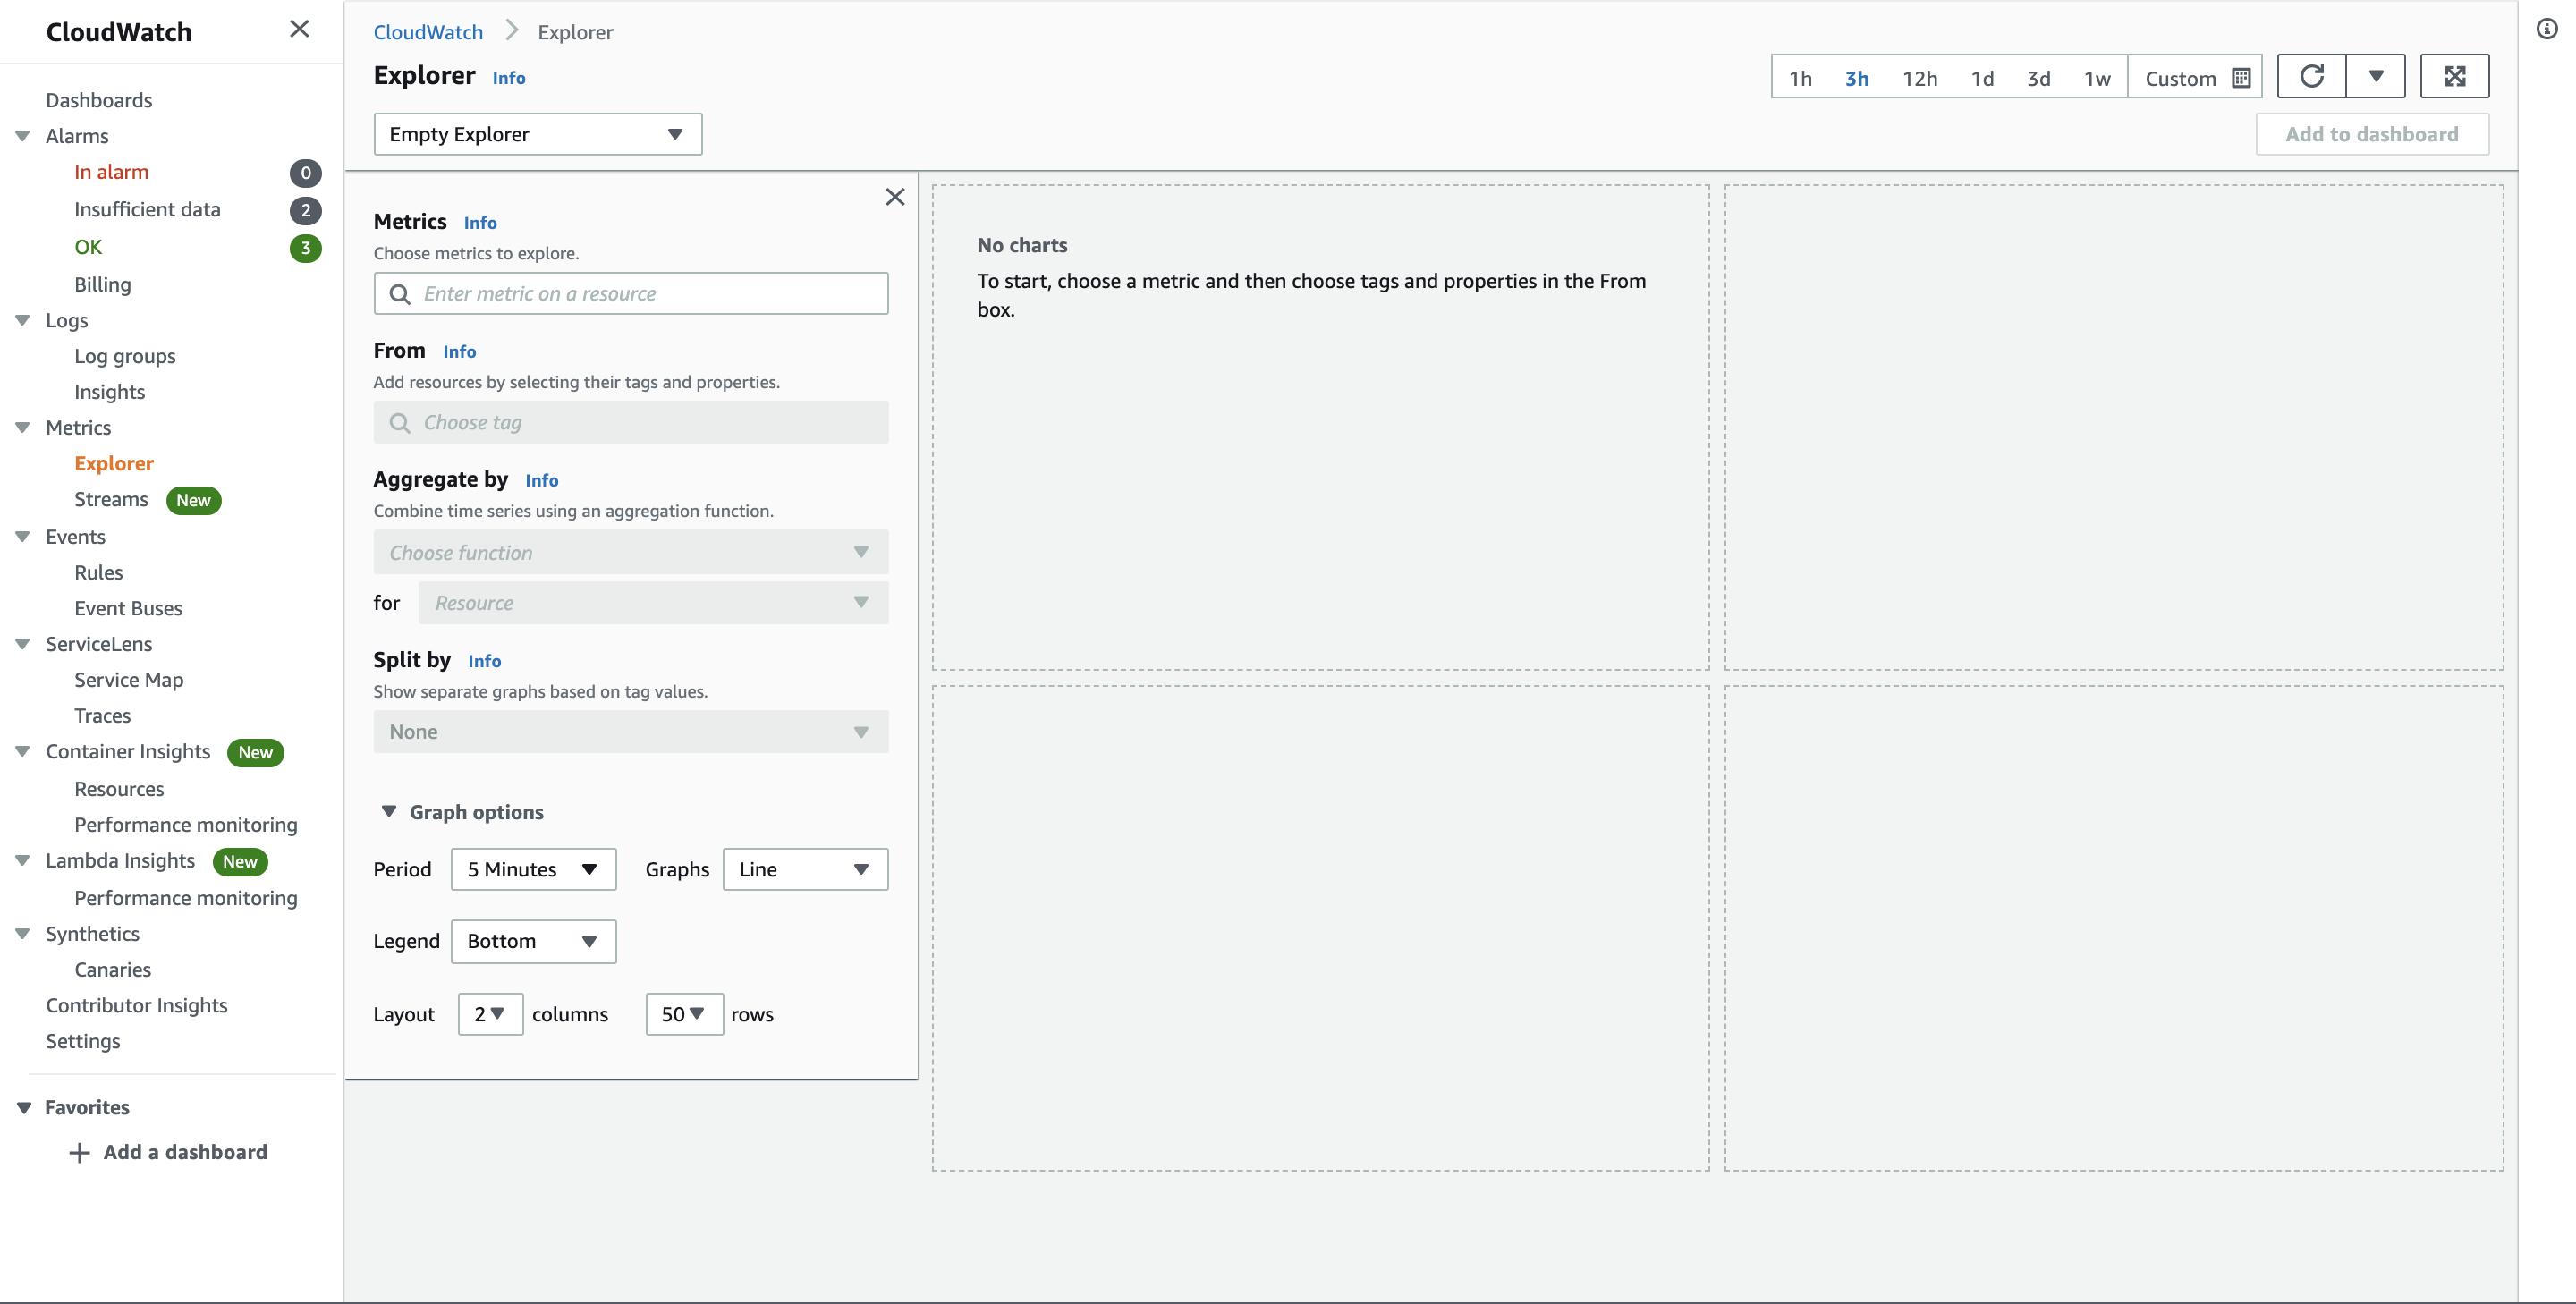 CloudWatch
Dashboards
Alarms
In alarm 0
Insufficient data 2
OK 3
Billing
Logs
Log groups
Insights
Metrics
Explorer
Streams New
Events
Rules
Event Buses
ServiceLens
Service Map
Traces
Container Insights New
Resources
Performance monitoring
Lambda Insights New
Performance monitoring
Synthetics
Canaries
Contributor Insights
Settings
Favorites
Add a dashboard
CloudWatch Explorer
Explorer Info
1h 3h 12h 1d 3d 1w Custom
Empty Explorer
Add to dashboard
Metrics Info
Choose metrics to explore.
Enter metric on a resource
From Info
Add resources by selecting their tags and properties.
Choose tag
Aggregate by Info
Combine time series using an aggregation function.
Choose function
for Resource
Split by Info
Show separate graphs based on tag values.
None
Graph options
Period 5 Minutes Graphs Line
Legend Bottom
Layout 2 columns 50 rows
No charts
To start, choose a metric and then choose tags and properties in the From
box.